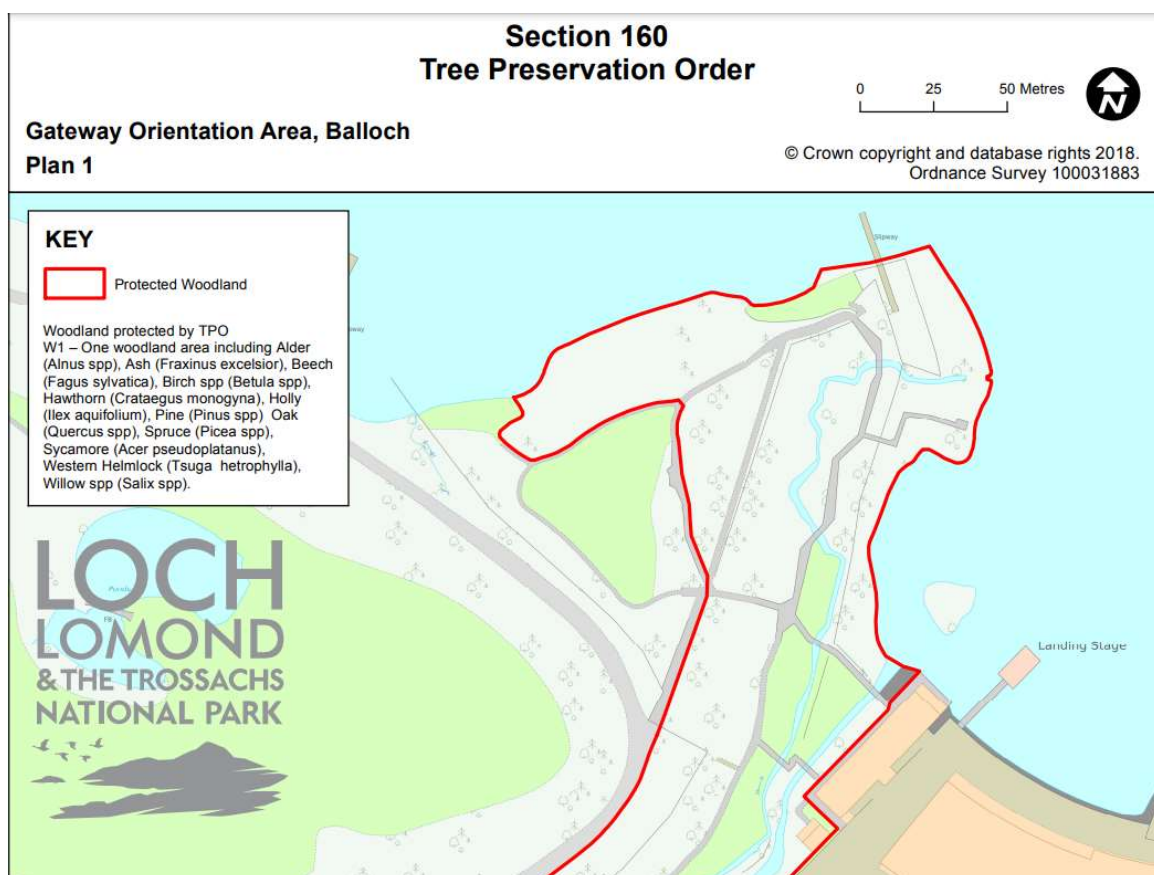 Section 160
Tree Preservation Order
0 25 50 Metres
N
Gateway Orientation Area, Balloch
Plan 1
© Crown copyright and database rights 2018.
Ordnance Survey 100031883
KEY
Protected Woodland
Woodland protected by TPO
W1 – One woodland area including Alder
(Alnus spp), Ash (Fraxinus excelsior), Beech
(Fagus sylvatica), Birch spp (Betula spp),
Hawthorn (Crataegus monogyna), Holly
(Ilex aquifolium), Pine (Pinus spp) Oak
(Quercus spp), Spruce (Picea spp),
Sycamore (Acer pseudoplatanus),
Western Helmlock (Tsuga hetrophylla),
Willow spp (Salix spp).
Slipway
Landing Stage
LOCH
LOMOND
& THE TROSSACHS
NATIONAL PARK